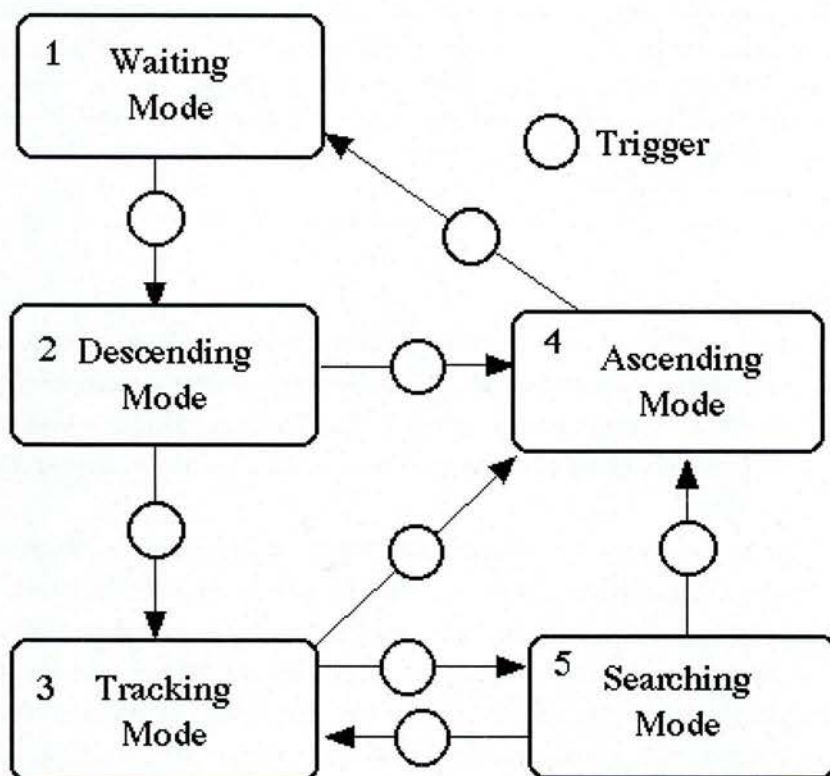 1 Waiting
Mode
Trigger
2 Descending
Mode
4 Ascending
Mode
3 Tracking
Mode
5 Searching
Mode